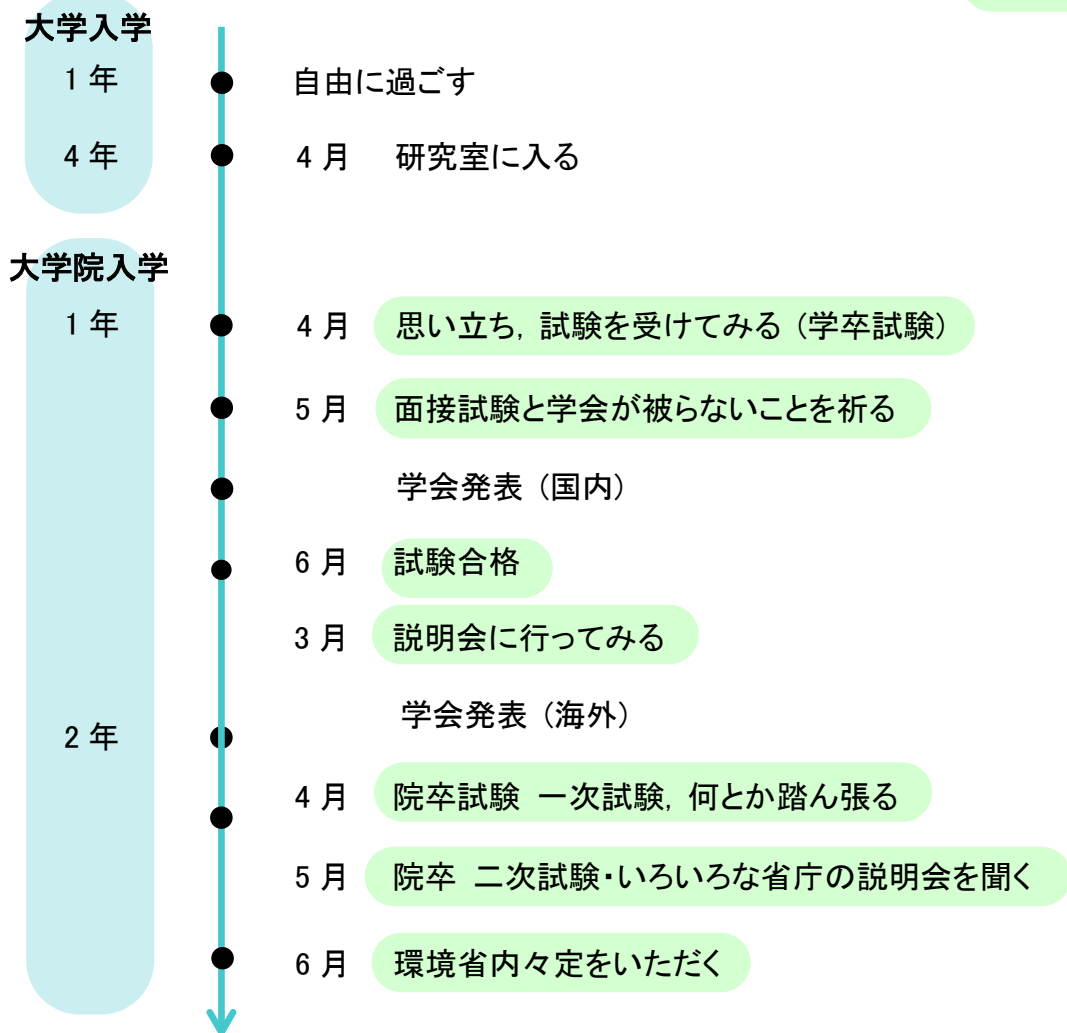 大学入学
1 年 自由に過ごす
4 年 4 月 研究室に入る
大学院入学
1 年 4 月 思い立ち, 試験を受けてみる (学卒試験)
5 月 面接試験と学会が被らないことを祈る
学会発表 (国内)
6 月 試験合格
3 月 説明会に行ってみる
学会発表 (海外)
2 年
4 月 院卒試験 一次試験, 何とか踏ん張る
5 月 院卒 二次試験・いろいろな省庁の説明会を聞く
6 月 環境省内々定をいただく